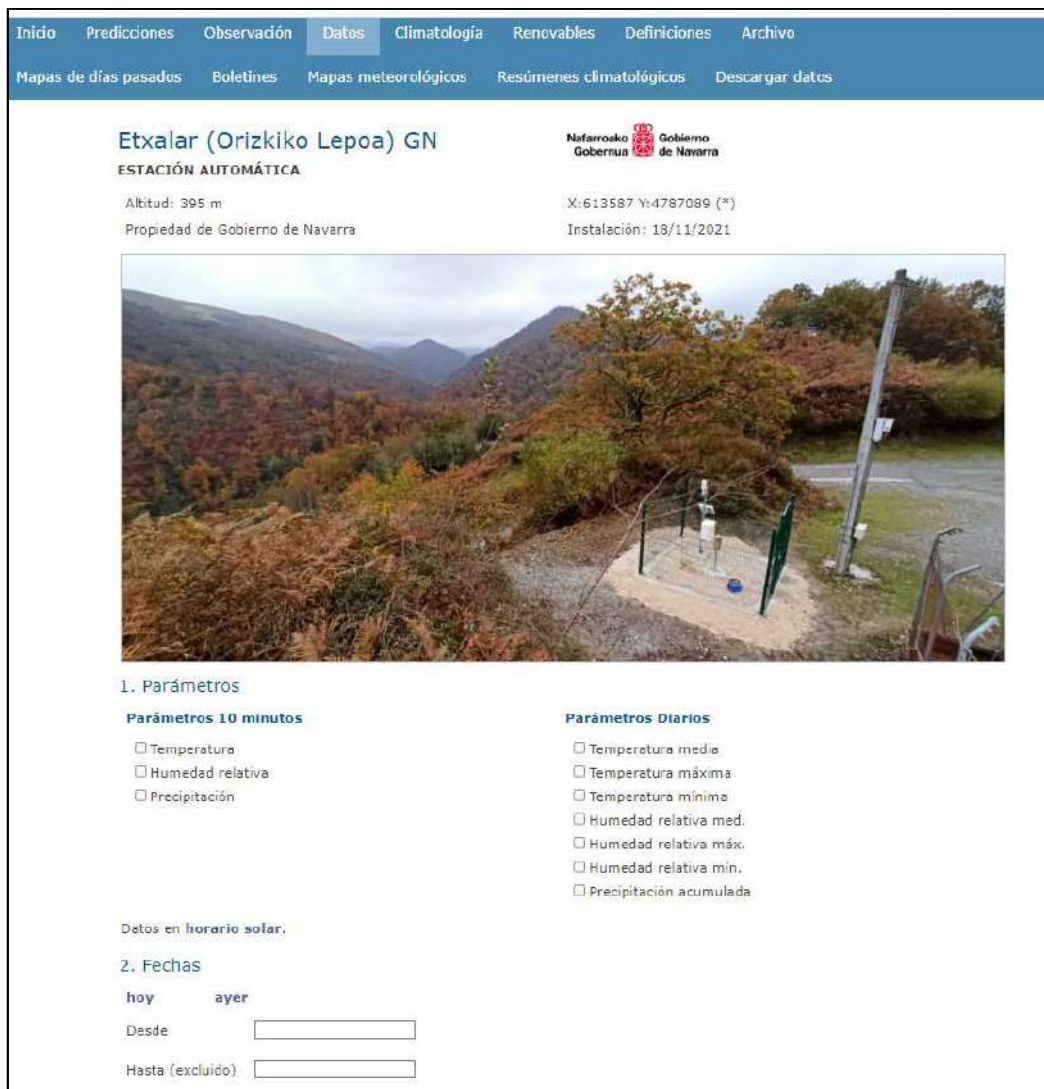 Inicio Predicciones Observación Datos Climatología Renovables Definiciones Archivo
Mapas de días pasados Boletines Mapas meteorológicos Resúmenes climatológicos Descargar datos
Etxalar (Orizkiko Lepoa) GN
Nafarroako Gobernua Gobierno de Navarra
ESTACIÓN AUTOMÁTICA
Altitud: 395 m X:613587 Y:4787089 (*)
Propiedad de Gobierno de Navarra Instalación: 18/11/2021
1. Parámetros
Parámetros 10 minutos Parámetros Diarios
Temperatura Temperatura media
Humedad relativa Temperatura máxima
Precipitación Temperatura mínima
Humedad relativa med.
Humedad relativa máx.
Humedad relativa mín.
Precipitación acumulada
Datos en horario solar.
2. Fechas
hoy ayer
Desde
Hasta (excluido)